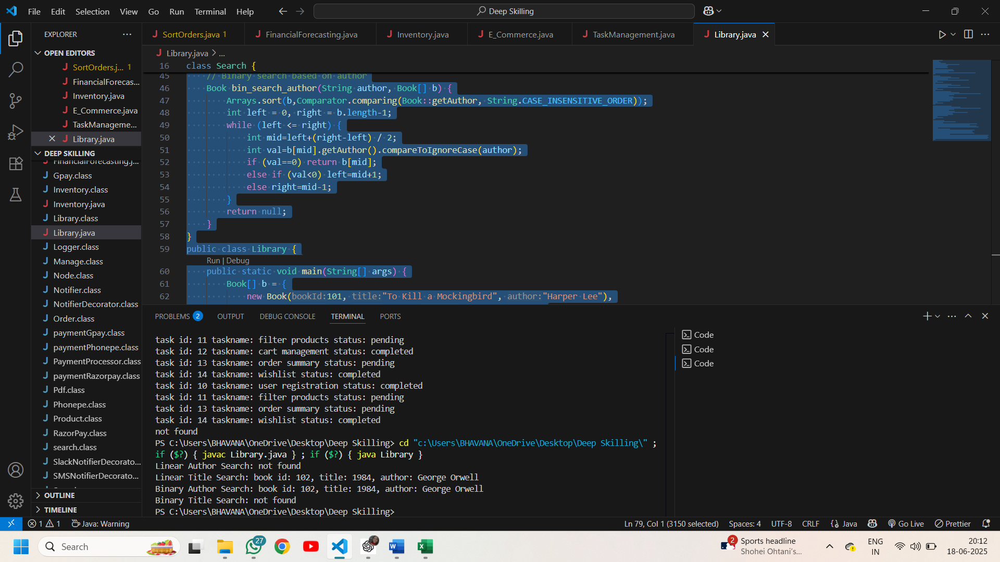 File Edit Selection View Go Run Terminal Help
Deep Skilling
EXPLORER
OPEN EDITORS
SortOrders.j... 1
FinancialForecas...
Inventory.java
E_Commerce.java
TaskManageme...
Library.java
DEEP SKILLING
FinancialForecasting.j...
Gpay.class
Inventory.class
Inventory.java
Library.class
Library.java
Logger.class
Manage.class
Node.class
Notifier.class
NotifierDecorator.class
Order.class
paymentGpay.class
paymentPhonepe.class
PaymentProcessor.class
paymentRazorpay.class
Pdf.class
Phonepe.class
Product.class
RazorPay.class
search.class
SlackNotifierDecorato...
SMSNotifierDecorato...
OUTLINE
TIMELINE
SortOrders.java 1 FinancialForecasting.java Inventory.java E_Commerce.java TaskManagement.java Library.java
Library.java > ...
16 class Search {
45 // Binary search based on author
46 Book bin_search_author(String author, Book[] b) {
47 Arrays.sort(b,Comparator.comparing(Book::getAuthor, String.CASE_INSENSITIVE_ORDER));
48 int left = 0, right = b.length-1;
49 while (left <= right) {
50 int mid=left+(right-left) / 2;
51 int val=b[mid].getAuthor().compareToIgnoreCase(author);
52 if (val==0) return b[mid];
53 else if (val<0) left=mid+1;
54 else right=mid-1;
55 }
56 return null;
57 }
58 }
59 public class Library {
Run | Debug
60 public static void main(String[] args) {
61 Book[] b = {
62 new Book(bookId:101, title:"To Kill a Mockingbird", author:"Harper Lee"),
PROBLEMS 2 OUTPUT DEBUG CONSOLE TERMINAL PORTS
task id: 11 taskname: filter products status: pending
task id: 12 taskname: cart management status: completed
task id: 13 taskname: order summary status: pending
task id: 14 taskname: wishlist status: completed
task id: 10 taskname: user registration status: completed
task id: 11 taskname: filter products status: pending
task id: 13 taskname: order summary status: pending
task id: 14 taskname: wishlist status: completed
not found
PS C:\Users\BHAVANA\OneDrive\Desktop\Deep Skilling> cd "c:\Users\BHAVANA\OneDrive\Desktop\Deep Skilling\" ;
if ($?) { javac Library.java } ; if ($?) { java Library }
Linear Author Search: not found
Linear Title Search: book id: 102, title: 1984, author: George Orwell
Binary Author Search: book id: 102, title: 1984, author: George Orwell
Binary Title Search: not found
PS C:\Users\BHAVANA\OneDrive\Desktop\Deep Skilling>
Code
Code
Code
1 1 Java: Warning
Ln 79, Col 1 (3150 selected) Spaces: 4 UTF-8 CRLF {} Java Go Live Prettier
Search
27
2 Sports headline
Shohei Ohtani's...
ENG
IN
20:12
18-06-2025